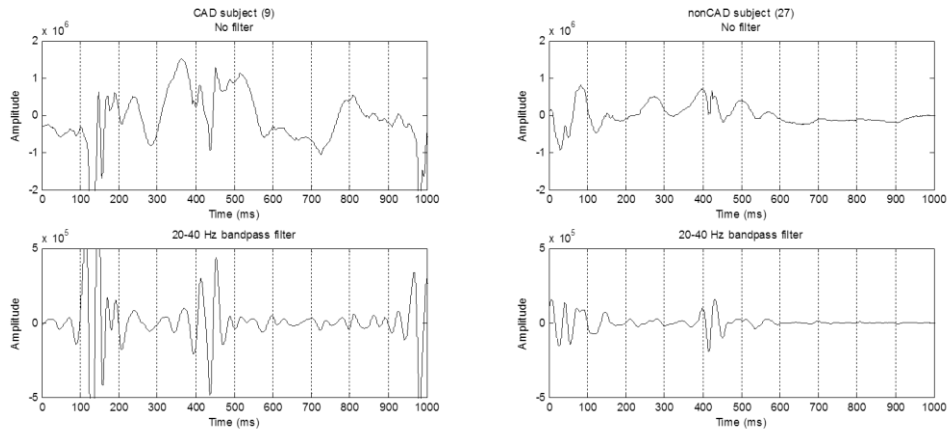 CAD subject (9)
No filter
x 10^6
2
1
0
-1
-2
Amplitude
0 100 200 300 400 500 600 700 800 900 1000
Time (ms)
nonCAD subject (27)
No filter
x 10^6
2
1
0
-1
-2
Amplitude
0 100 200 300 400 500 600 700 800 900 1000
Time (ms)
20-40 Hz bandpass filter
x 10^5
5
0
-5
Amplitude
0 100 200 300 400 500 600 700 800 900 1000
Time (ms)
20-40 Hz bandpass filter
x 10^5
5
0
-5
Amplitude
0 100 200 300 400 500 600 700 800 900 1000
Time (ms)